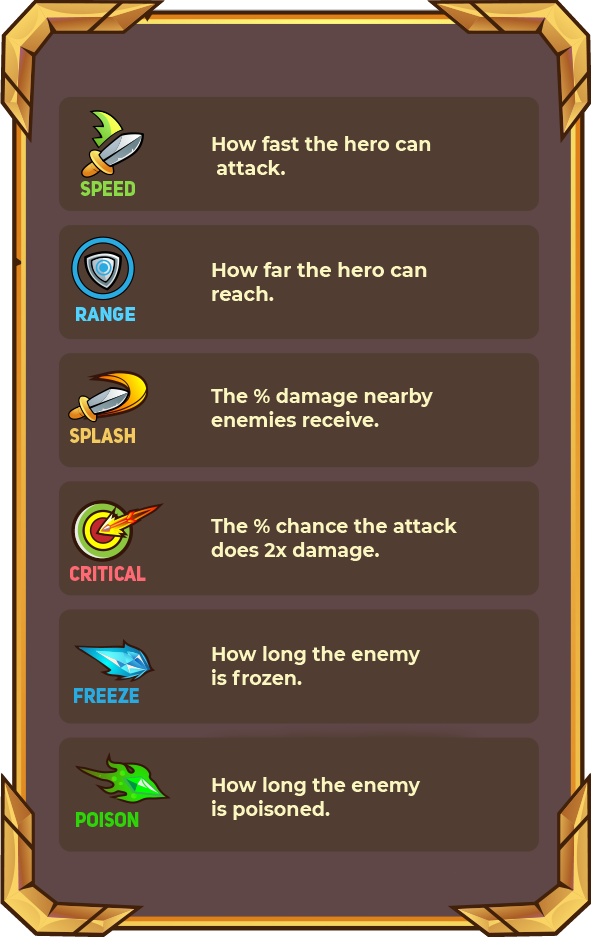 SPEED
How fast the hero can
attack.
RANGE
How far the hero can
reach.
SPLASH
The % damage nearby
enemies receive.
CRITICAL
The % chance the attack
does 2x damage.
FREEZE
How long the enemy
is frozen.
POISON
How long the enemy
is poisoned.